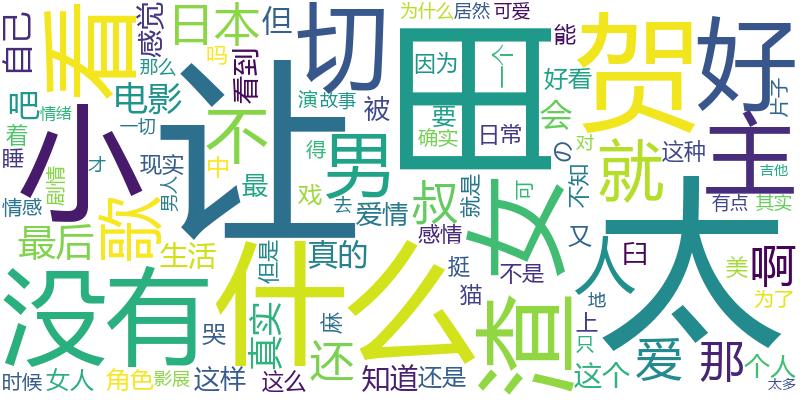 自己
看
感觉
日本
但
切
为什么
居然
可爱
田
因为
个
能
贺
好
那么
吗
看到
好看
片子
吧
电影
演
故事
被
要
会
の
情绪
小
让
不
男
确实
日常
对
主
着
一切
得
就
这种
睡
剧情
才
现实
中
最
戏
叔
就是
女
可
不知
有点
其实
吉他
男人
情感
歌
去
爱情
最后
生活
但是
真的
感情
挺
不是
又
人
臼
太
美
啊
没有
什么
猫
渣
地
为了
哭
真实
麻
还
上
只
爱
那
个人
时候
女人
角色
影展
这样
这么
知道
还是
这个
太多